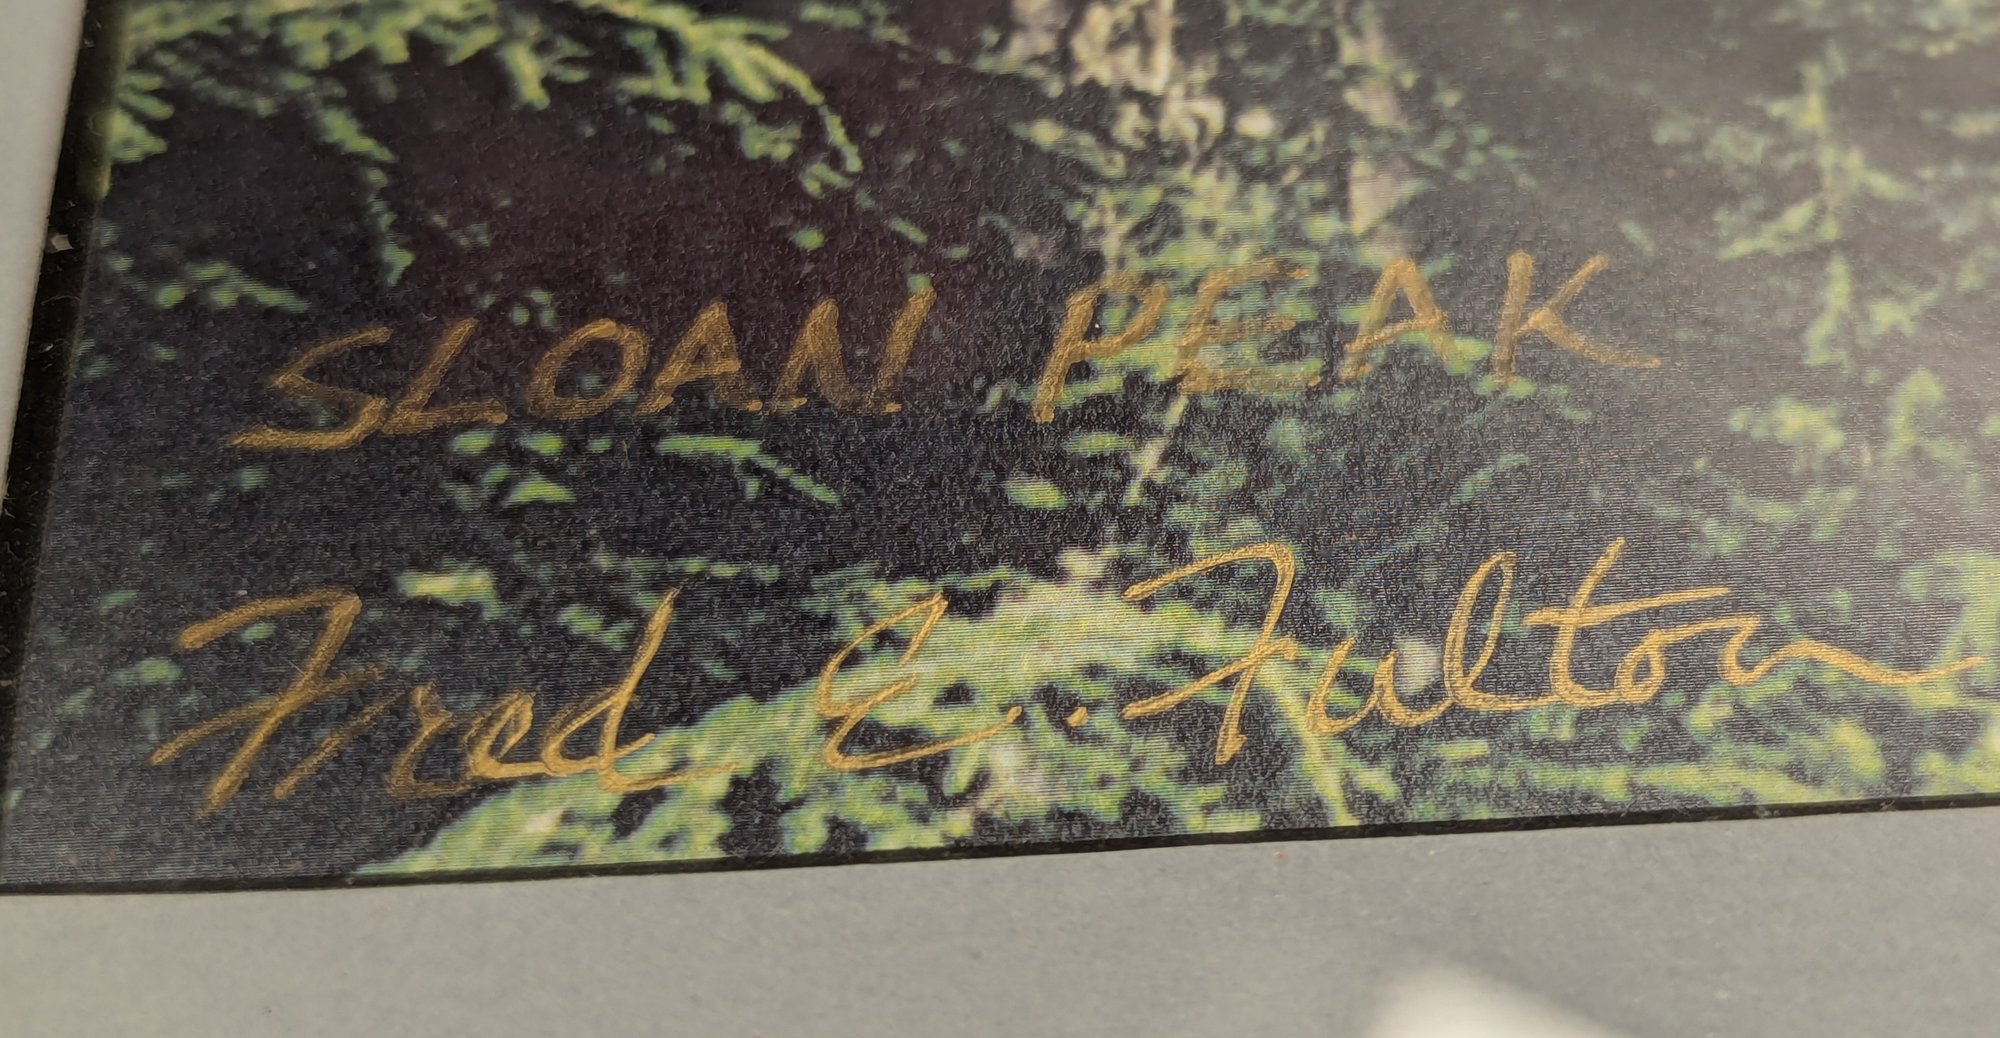 SLOAN PEAK
Fred E. Fulton